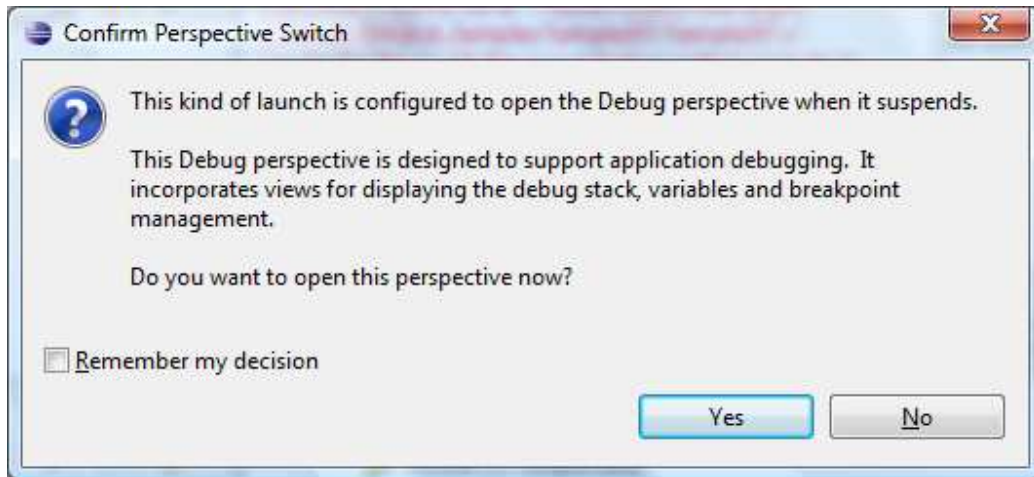 Confirm Perspective Switch
This kind of launch is configured to open the Debug perspective when it suspends.
This Debug perspective is designed to support application debugging. It
incorporates views for displaying the debug stack, variables and breakpoint
management.
Do you want to open this perspective now?
Remember my decision
Yes
No